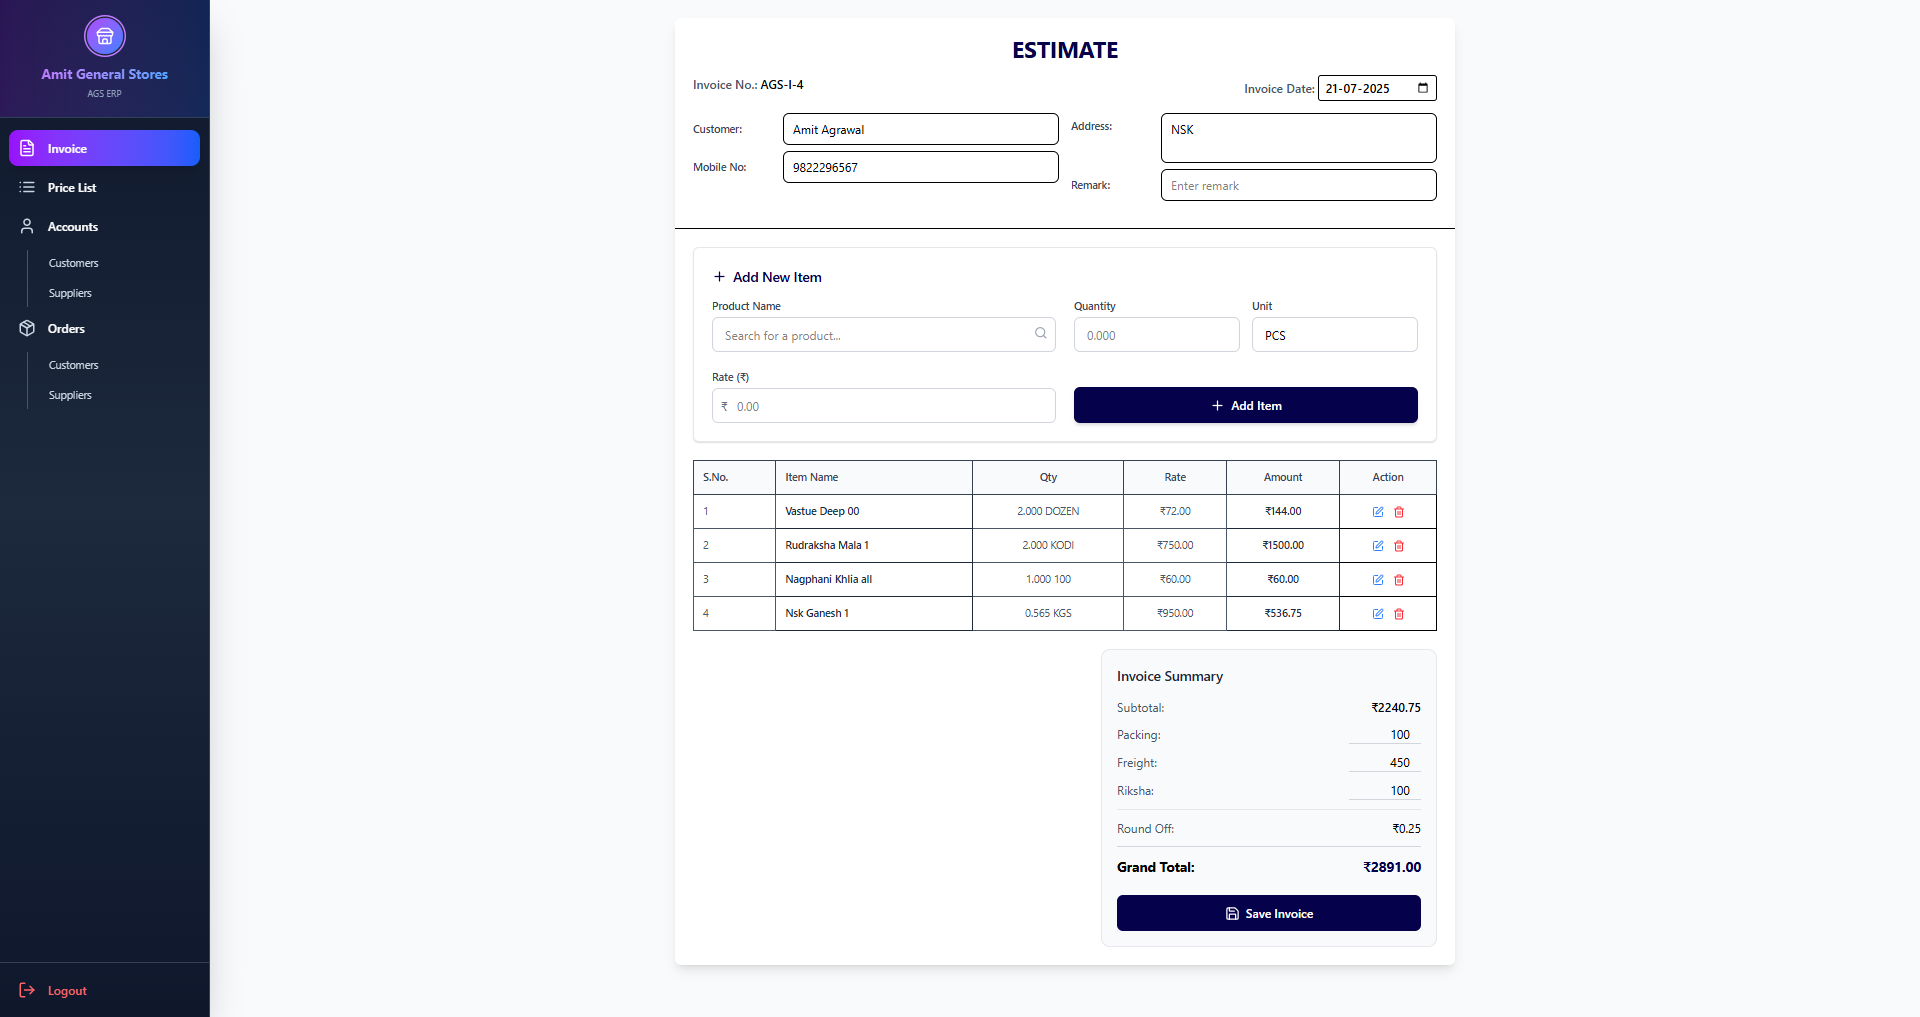 Amit General Stores
AGS ERP
Invoice
Price List
Accounts
Customers
Suppliers
Orders
Customers
Suppliers
Logout
ESTIMATE
Invoice No.: AGS-I-4
Invoice Date: 21-07-2025
Customer: Amit Agrawal
Mobile No: 9822296567
Address: NSK
Remark: Enter remark
+ Add New Item
Product Name Quantity Unit
Search for a product... 0.000 PCS
Rate (₹)
₹ 0.00 + Add Item
S.No. Item Name Qty Rate Amount Action
1 Vastue Deep 00 2.000 DOZEN ₹72.00 ₹144.00
2 Rudraksha Mala 1 2.000 KODI ₹750.00 ₹1500.00
3 Nagphani Khlia all 1.000 100 ₹60.00 ₹60.00
4 Nsk Ganesh 1 0.565 KGS ₹950.00 ₹536.75
Invoice Summary
Subtotal: ₹2240.75
Packing: 100
Freight: 450
Riksha: 100
Round Off: ₹0.25
Grand Total: ₹2891.00
Save Invoice